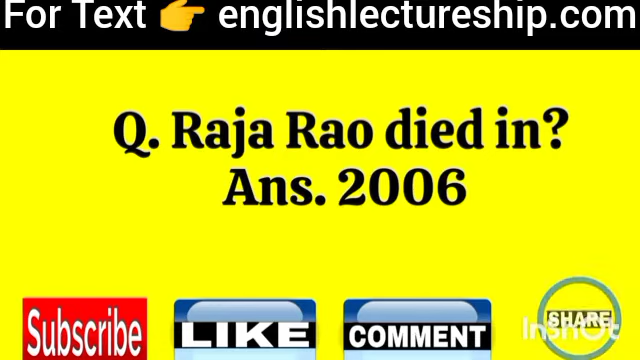 For Text 👉 englishlectureship.com
Q. Raja Rao died in?
Ans. 2006
Subscribe
LIKE
COMMENT
SHARE
InShOt